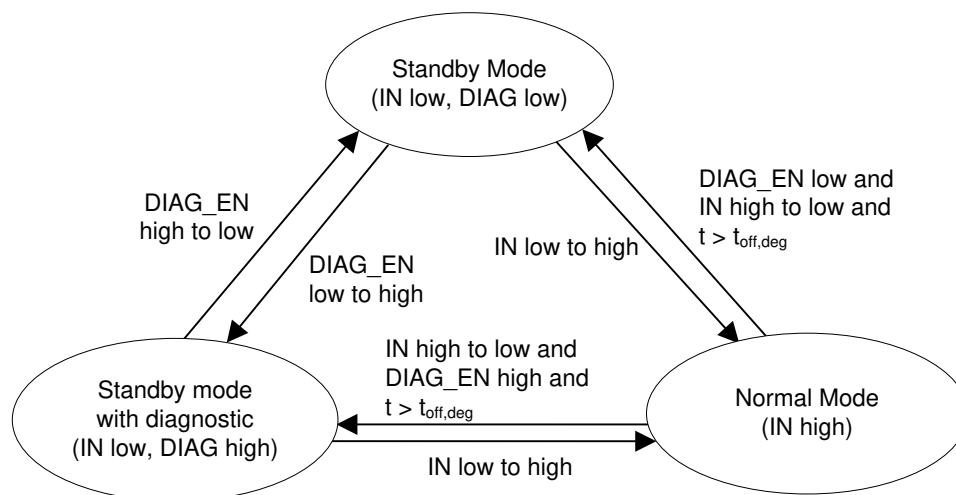 Standby Mode
(IN low, DIAG low)
DIAG_EN
high to low
DIAG_EN
low to high
IN low to high
DIAG_EN low and
IN high to low and
t > toff,deg
Standby mode
with diagnostic
(IN low, DIAG high)
IN high to low and
DIAG_EN high and
t > toff,deg
IN low to high
Normal Mode
(IN high)